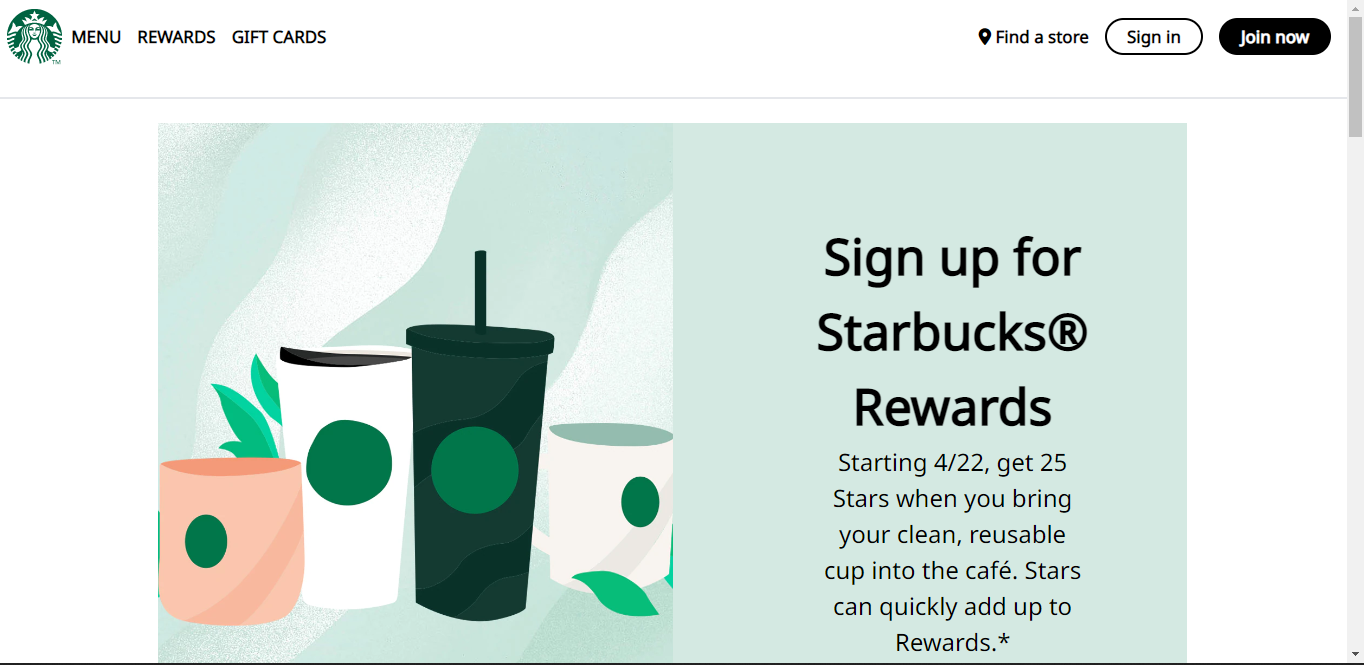 MENU REWARDS GIFT CARDS Find a store Sign in Join now
TM
Sign up for
Starbucks®
Rewards
Starting 4/22, get 25
Stars when you bring
your clean, reusable
cup into the café. Stars
can quickly add up to
Rewards.*